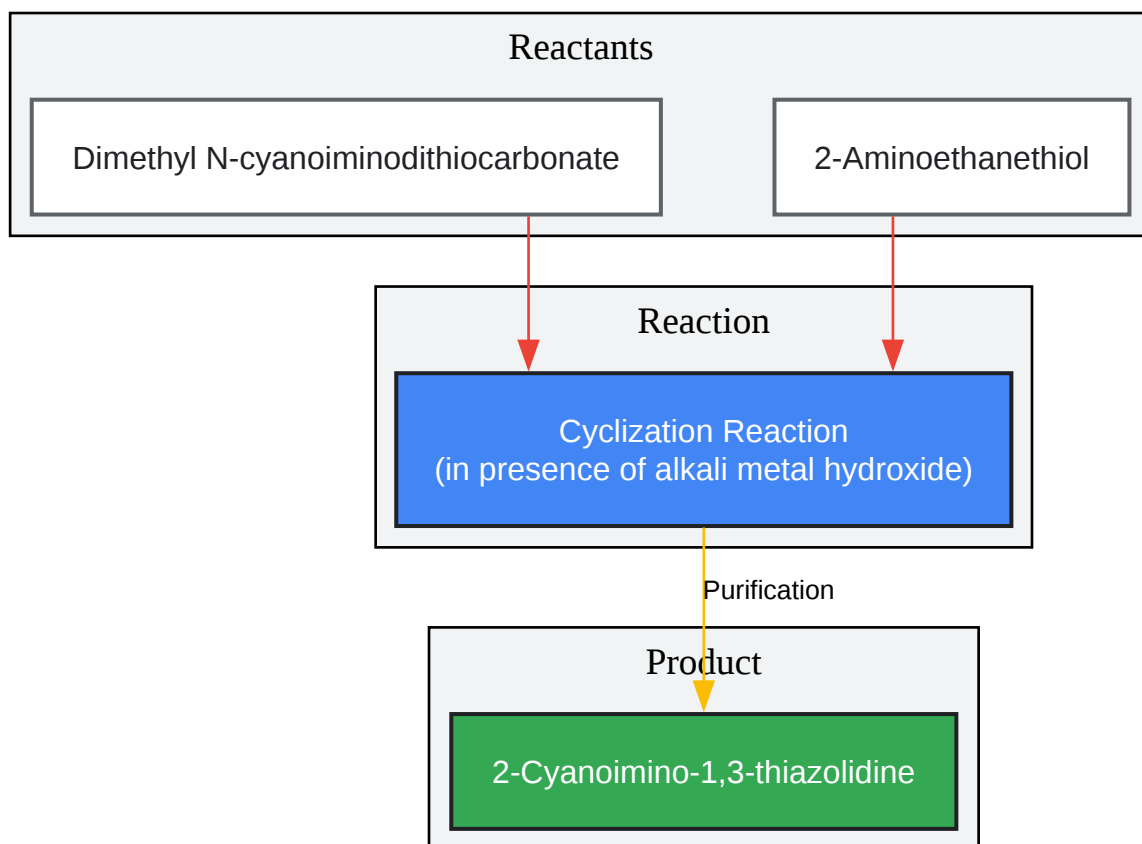 Reactants
Dimethyl N-cyanoiminodithiocarbonate
2-Aminoethanethiol
Reaction
Cyclization Reaction
(in presence of alkali metal hydroxide)
Purification
Product
2-Cyanoimino-1,3-thiazolidine